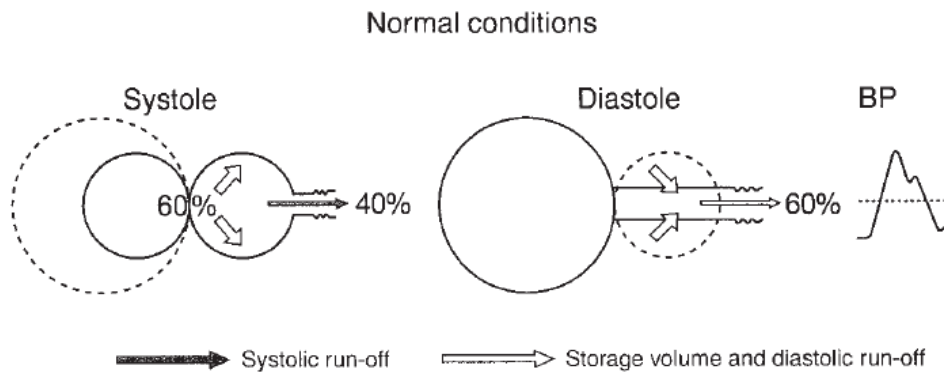 Normal conditions
Systole
Diastole
BP
60%
40%
60%
Systolic run-off
Storage volume and diastolic run-off